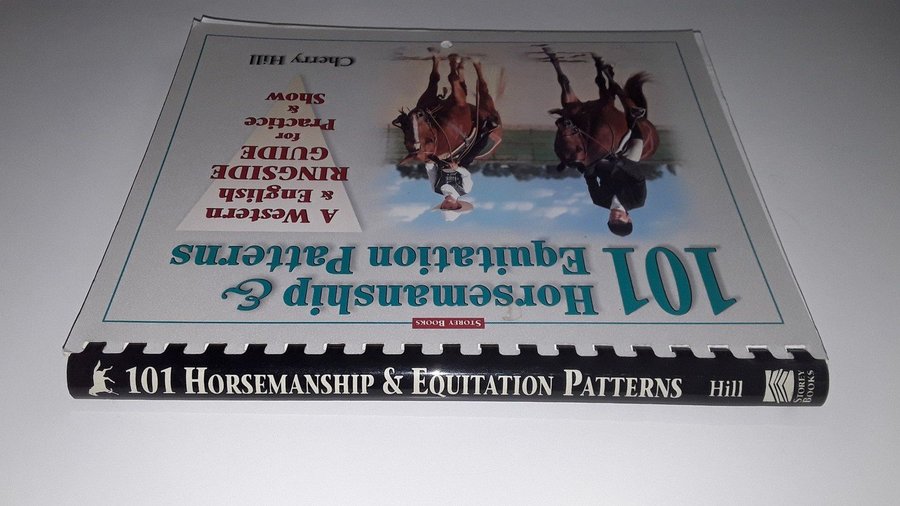 STOREY BOOKS
101 Horsemanship &
Equitation Patterns
A Western
& English
RINGSIDE
GUIDE
for
Practice
&
Show
Cherry Hill
101 HORSEMANSHIP & EQUITATION PATTERNS Hill STOREY BOOKS